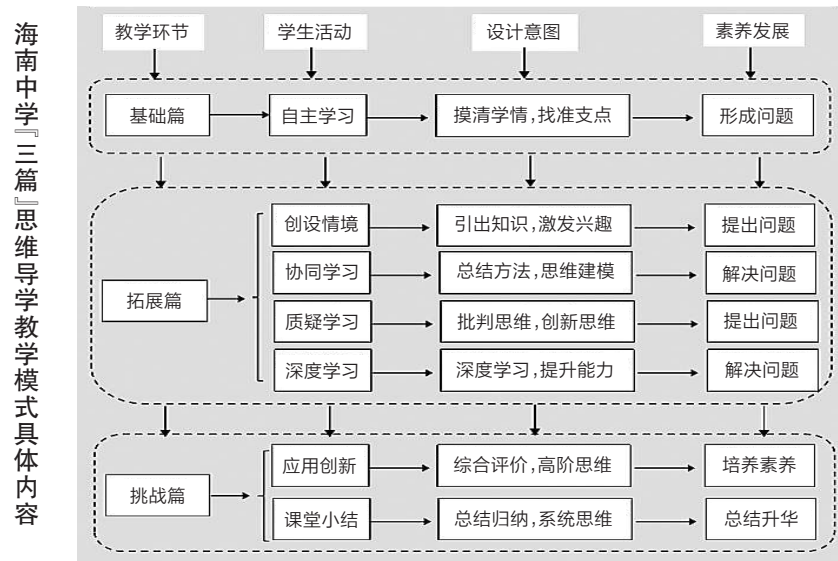 海南中学『三篇』思维导学教学模式具体内容
教学环节 学生活动 设计意图 素养发展
基础篇 自主学习 摸清学情,找准支点 形成问题
创设情境 引出知识,激发兴趣 提出问题
协同学习 总结方法,思维建模 解决问题
拓展篇
质疑学习 批判思维,创新思维 提出问题
深度学习 深度学习,提升能力 解决问题
应用创新 综合评价,高阶思维 培养素养
挑战篇
课堂小结 总结归纳,系统思维 总结升华